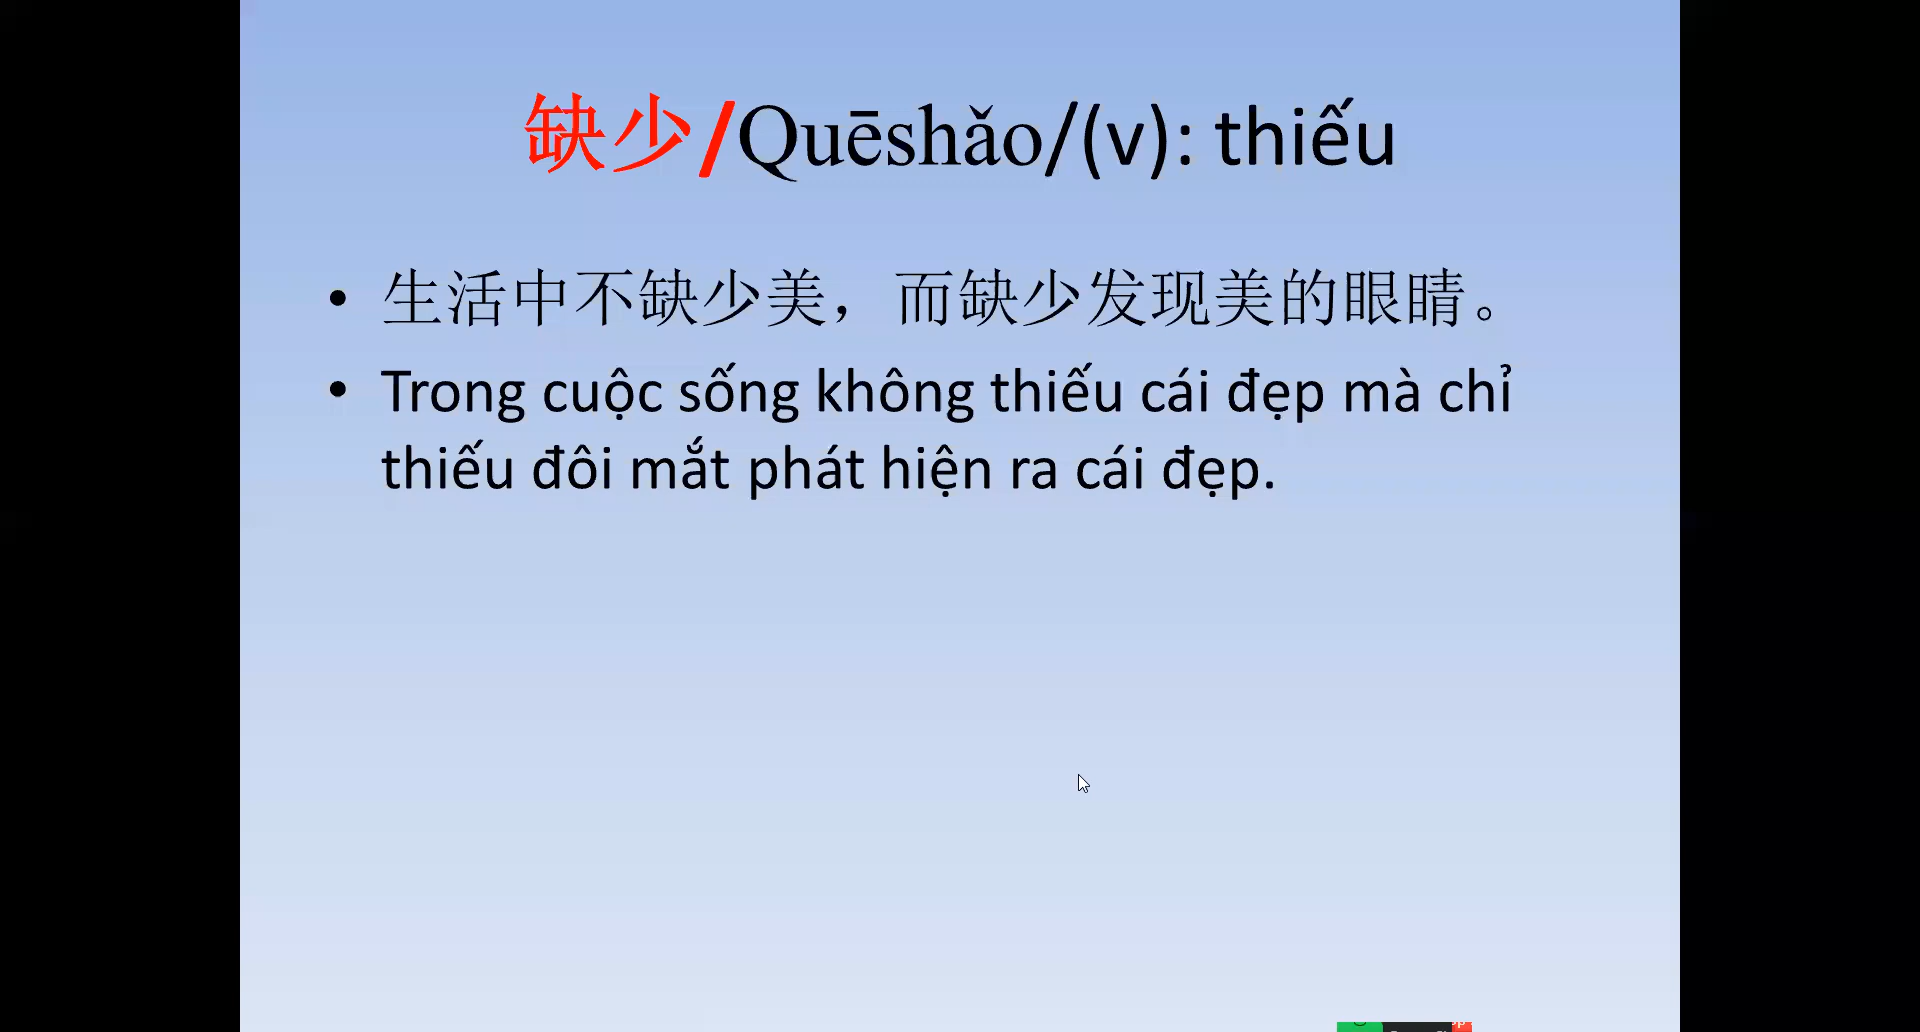 缺少/Quēshǎo/(v): thiếu
• 生活中不缺少美，而缺少发现美的眼睛。
• Trong cuộc sống không thiếu cái đẹp mà chỉ
thiếu đôi mắt phát hiện ra cái đẹp.